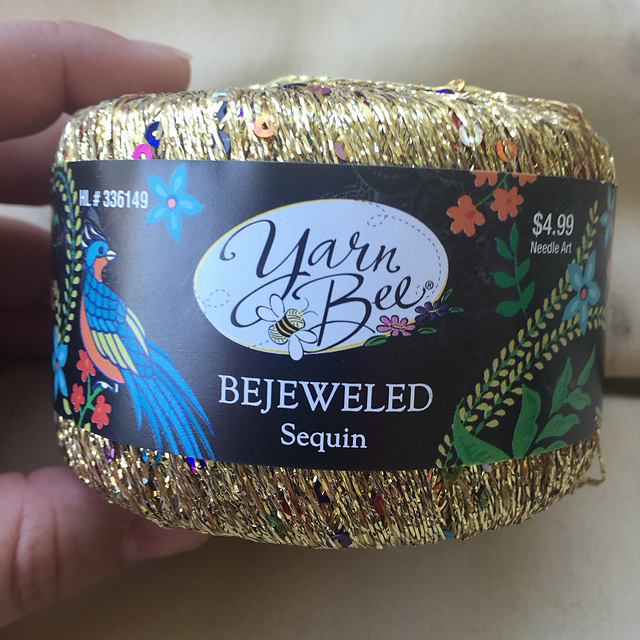 HL # 336149
$4.99
Needle Art
Yarn
Bee®
BEJEWELED
Sequin